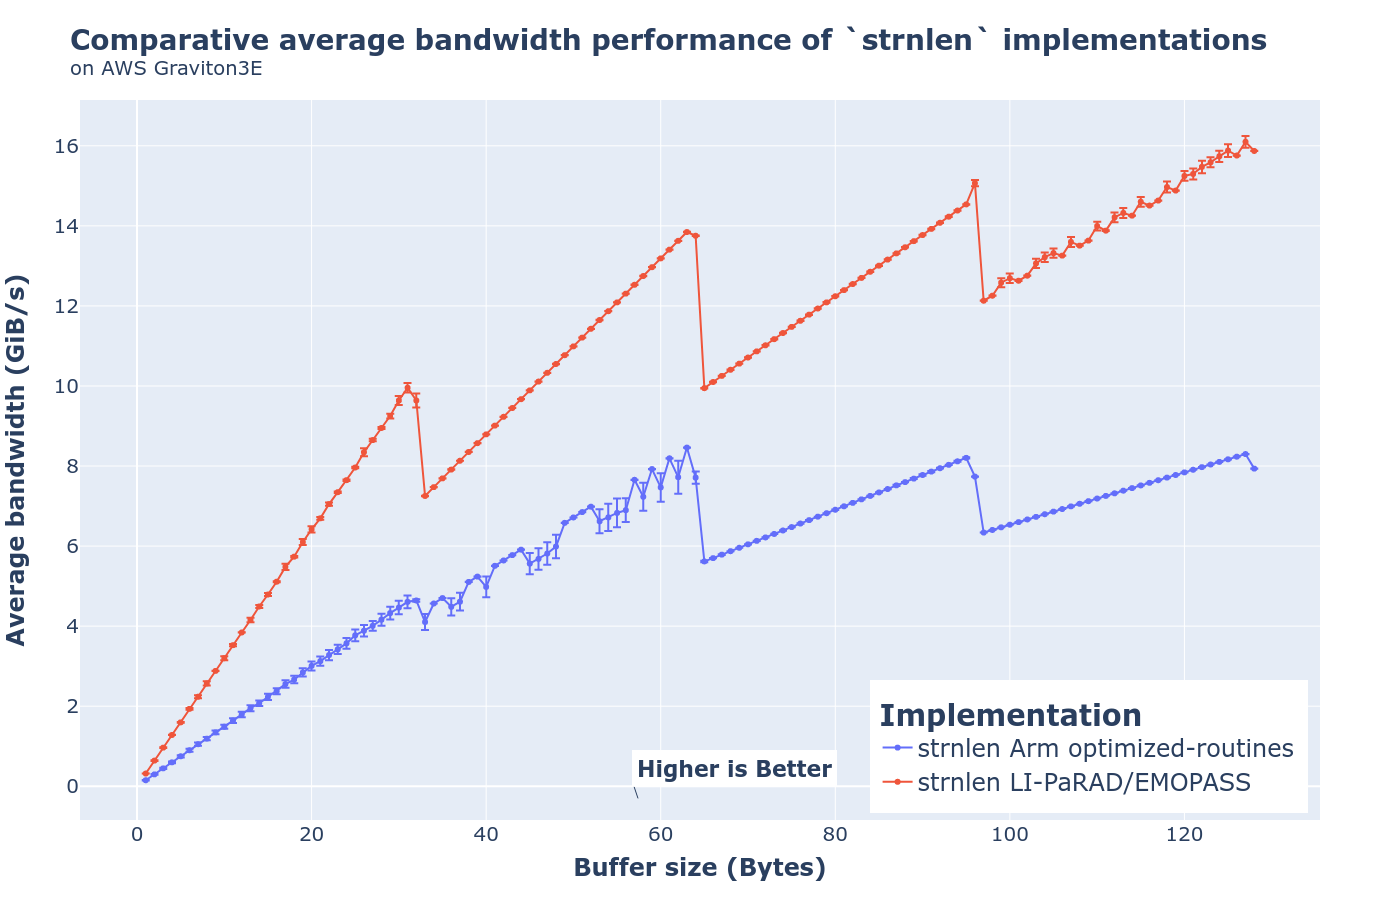 Comparative average bandwidth performance of `strnlen` implementations
on AWS Graviton3E
Average bandwidth (GiB/s)
16
14
12
10
8
6
4
2
0
Higher is Better
Implementation
strnlen Arm optimized-routines
strnlen LI-PaRAD/EMOPASS
0 20 40 60 80 100 120
Buffer size (Bytes)